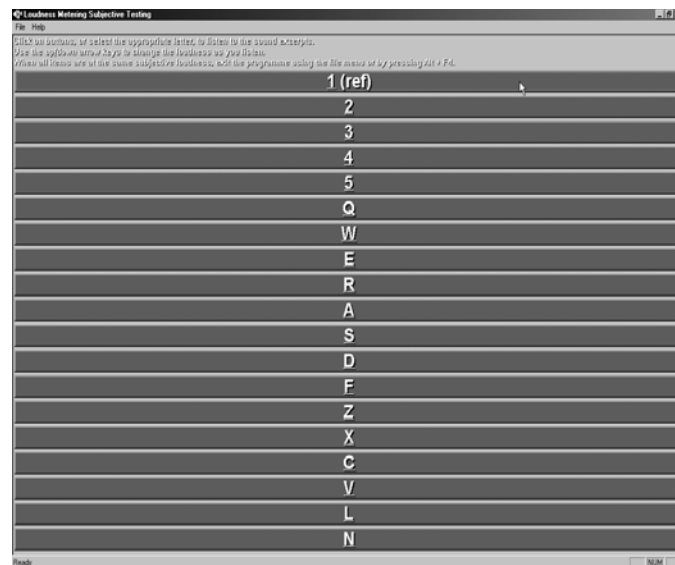 Loudness Metering Subjective Testing
File Help
Click on buttons, or select the appropriate letter, to listen to the sound excerpts.
Use the up/down arrow keys to change the loudness as you listen.
When all items are at the same subjective loudness, exit the programme using the file menu or by pressing Alt + F4.
1 (ref)
2
3
4
5
Q
W
E
R
A
S
D
F
Z
X
C
V
L
N
Ready NUM